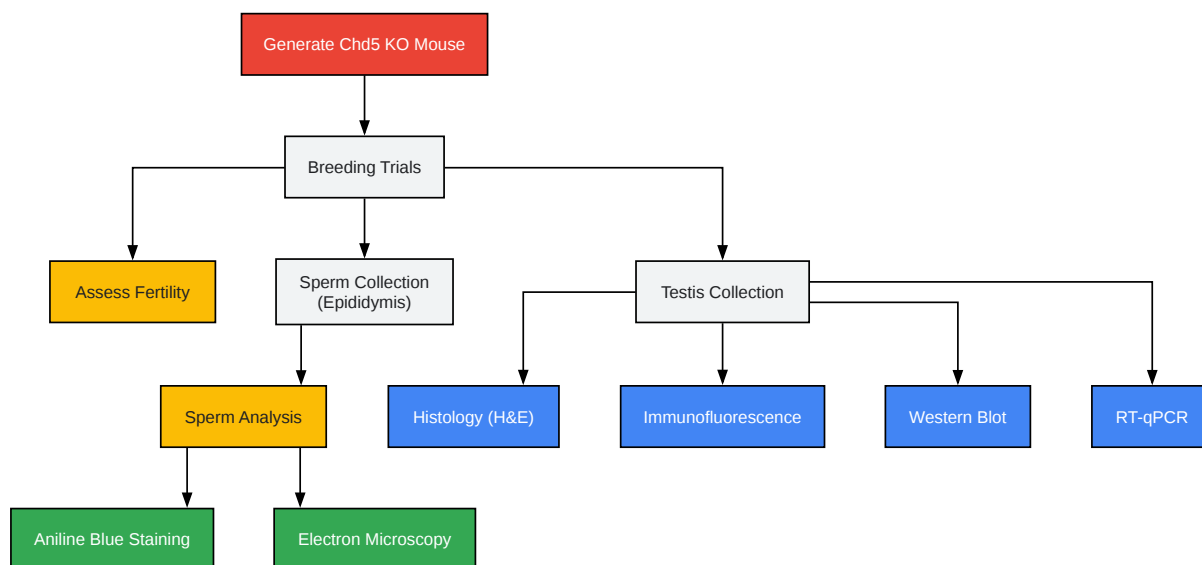 Generate Chd5 KO Mouse
Breeding Trials
Assess Fertility
Sperm Collection
(Epididymis)
Testis Collection
Sperm Analysis
Histology (H&E)
Immunofluorescence
Western Blot
RT-qPCR
Aniline Blue Staining
Electron Microscopy